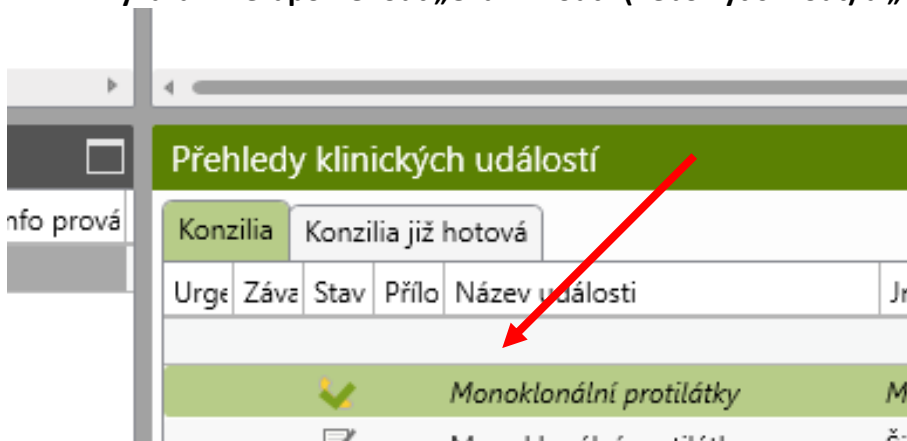 Přehledy klinických událostí
nfo prová
Konzilia Konzilia již hotová
Urge Záva Stav Přílo Název události
Monoklonální protilátky